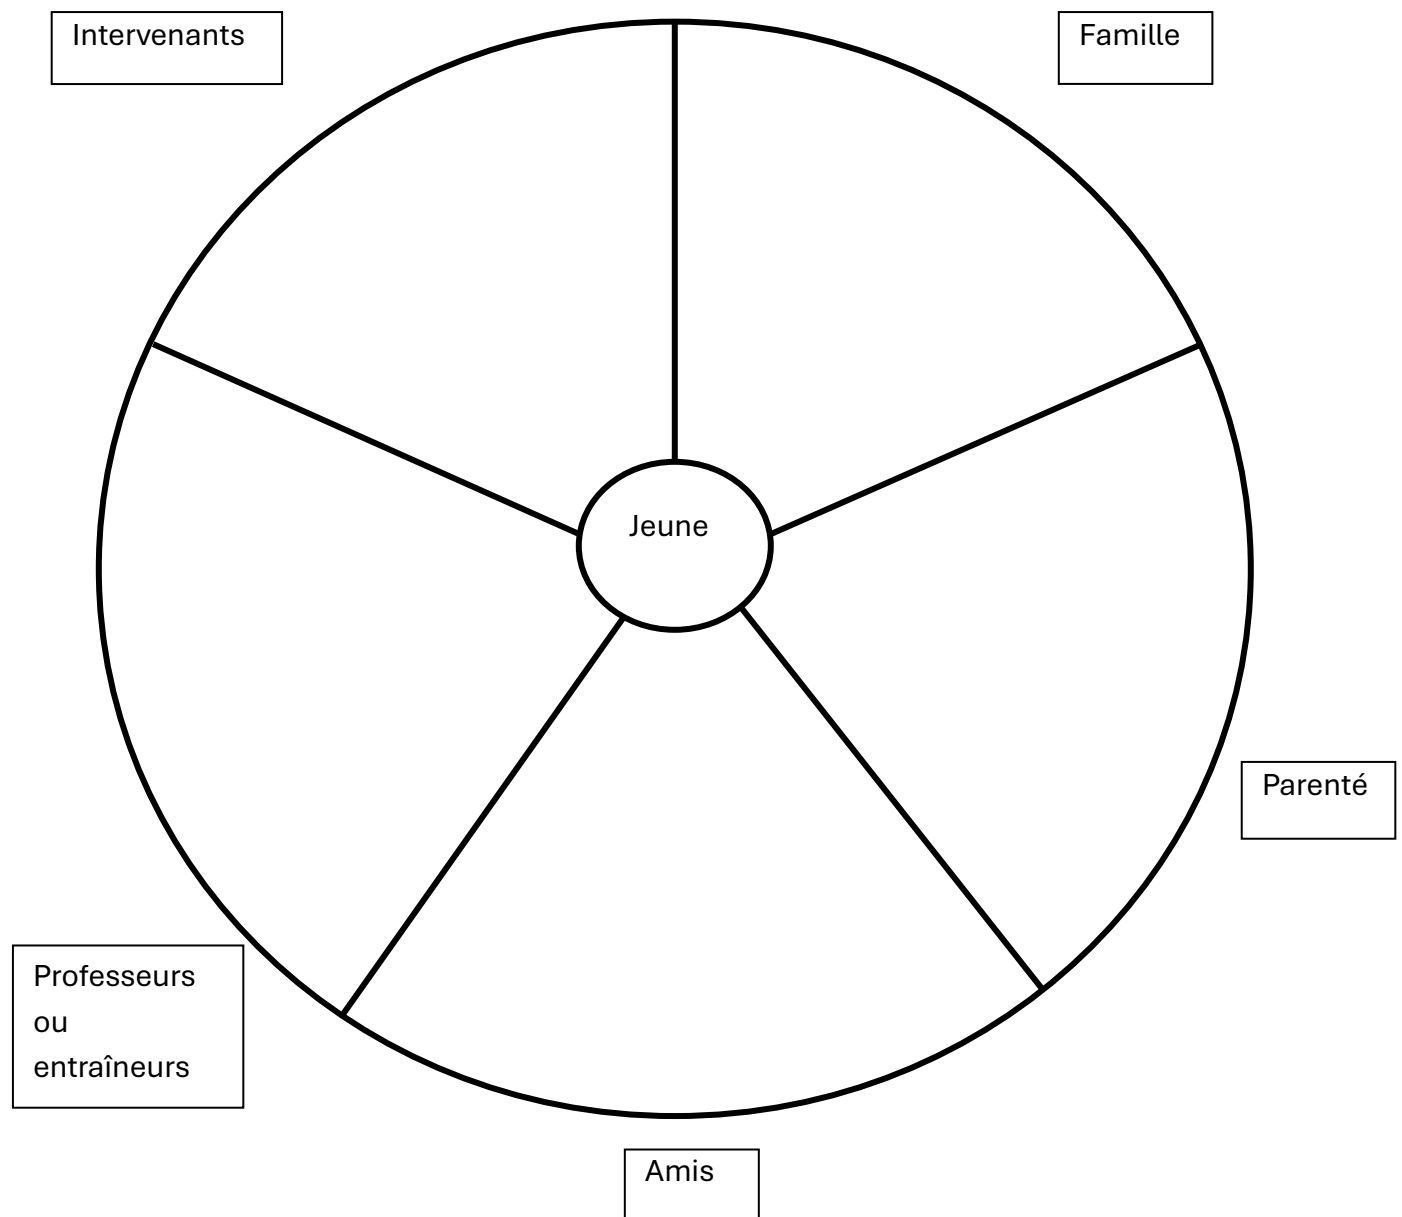 Intervenants
Famille
Jeune
Parenté
Professeurs
ou
entraîneurs
Amis